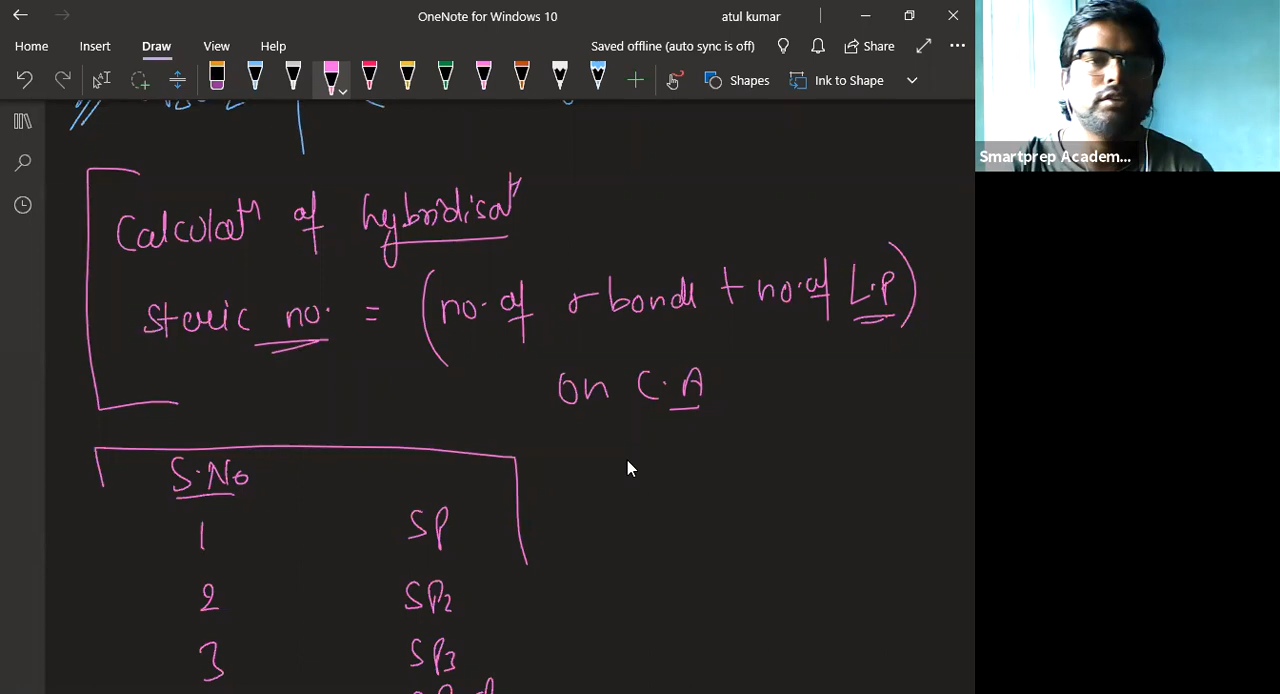 OneNote for Windows 10
atul kumar
Home Insert Draw View Help
Saved offline (auto sync is off)
Share
Shapes
Ink to Shape
Smartprep Academ...
Calculatn of hybridisatn
Steric no. = (no. of σ bonds + no. of L.P)
on C.A
S.No
1 SP
2 SP2
3 SP3